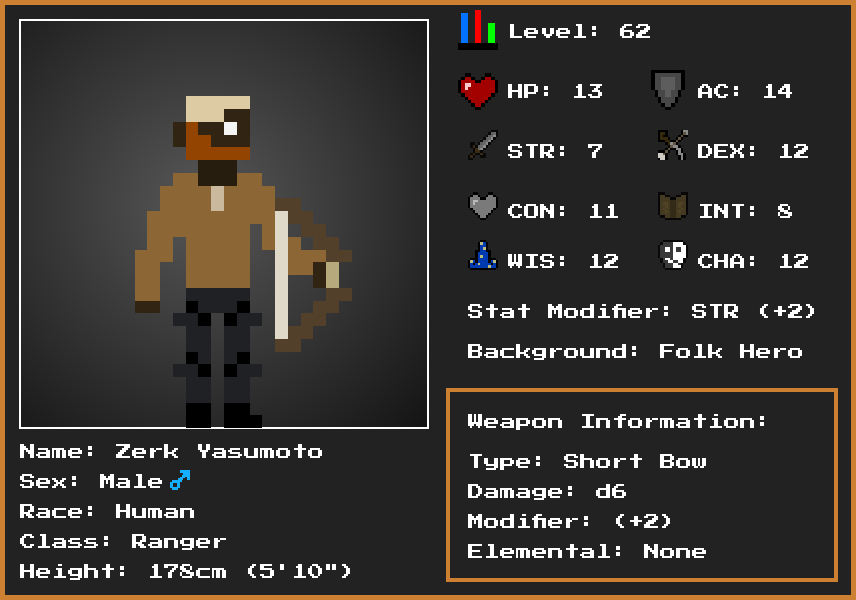 Level: 62
HP: 13
AC: 14
STR: 7
DEX: 12
CON: 11
INT: 8
WIS: 12
CHA: 12
Stat Modifier: STR (+2)
Background: Folk Hero
Weapon Information:
Type: Short Bow
Damage: d6
Modifier: (+2)
Elemental: None
Name: Zerk Yasumoto
Sex: Male♂
Race: Human
Class: Ranger
Height: 178cm (5'10")